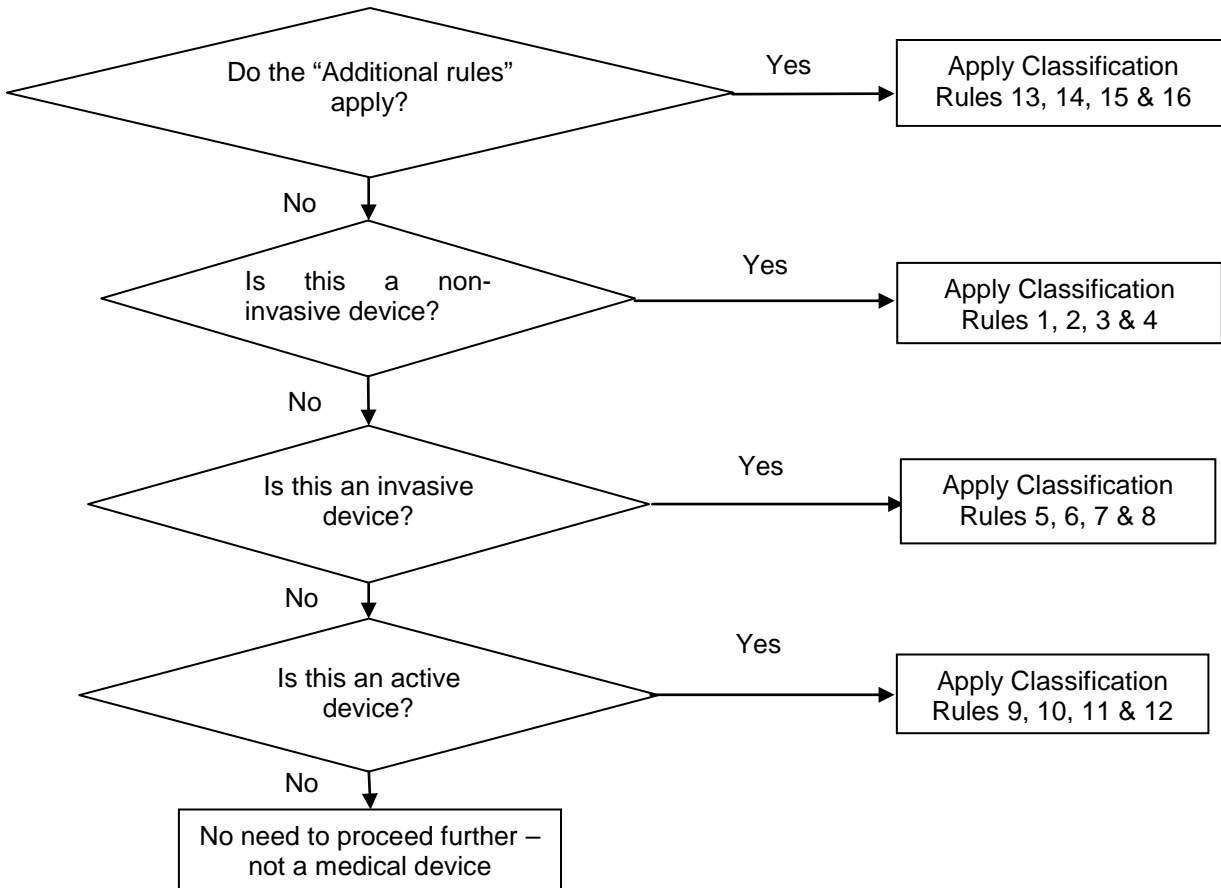 Do the “Additional rules”
apply?
Yes
Apply Classification
Rules 13, 14, 15 & 16
No
Is this a non-
invasive device?
Yes
Apply Classification
Rules 1, 2, 3 & 4
No
Is this an invasive
device?
Yes
Apply Classification
Rules 5, 6, 7 & 8
No
Is this an active
device?
Yes
Apply Classification
Rules 9, 10, 11 & 12
No
No need to proceed further –
not a medical device